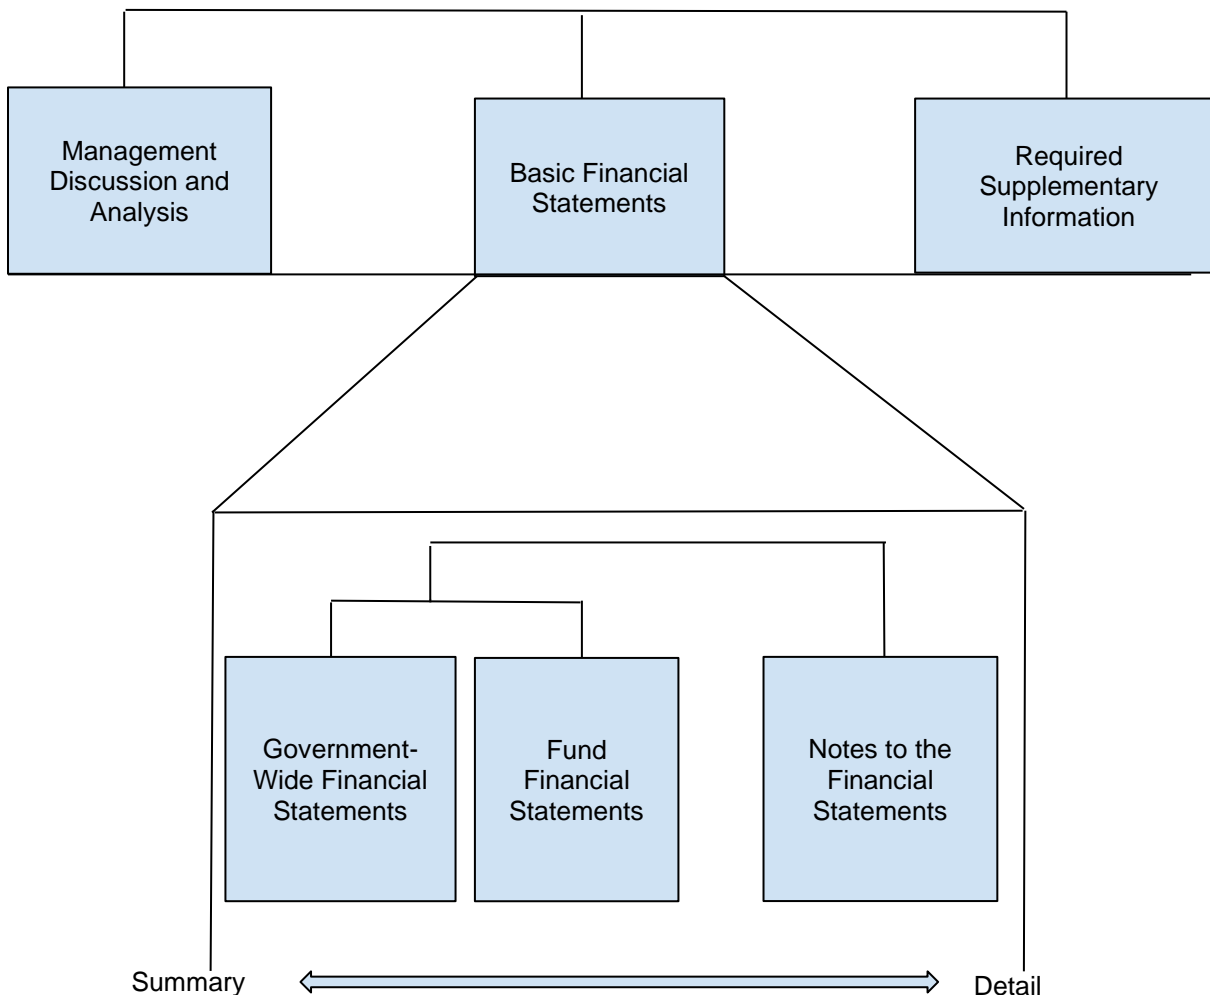 Management
Discussion and
Analysis
Basic Financial
Statements
Required
Supplementary
Information
Government-
Wide Financial
Statements
Fund
Financial
Statements
Notes to the
Financial
Statements
Summary
Detail